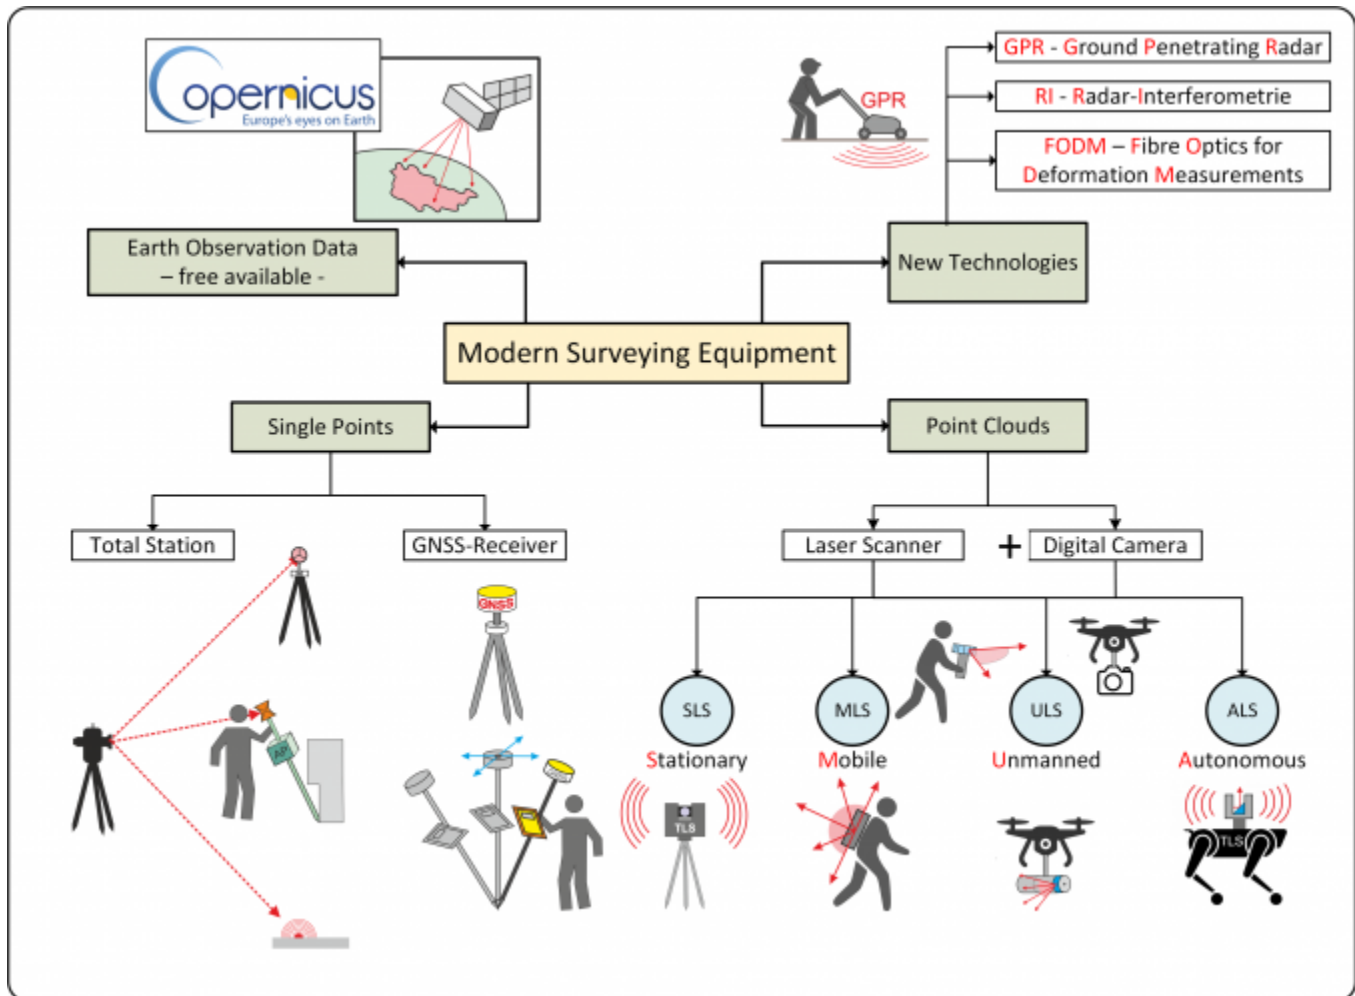 Copernicus
Europe's eyes on Earth
GPR
GPR - Ground Penetrating Radar
RI - Radar-Interferometrie
FODM – Fibre Optics for
Deformation Measurements
Earth Observation Data
– free available -
New Technologies
Modern Surveying Equipment
Single Points
Point Clouds
Total Station
GNSS-Receiver
Laser Scanner
+
Digital Camera
GNSS
AP
SLS
MLS
ULS
ALS
Stationary
Mobile
Unmanned
Autonomous
TLS
TLS